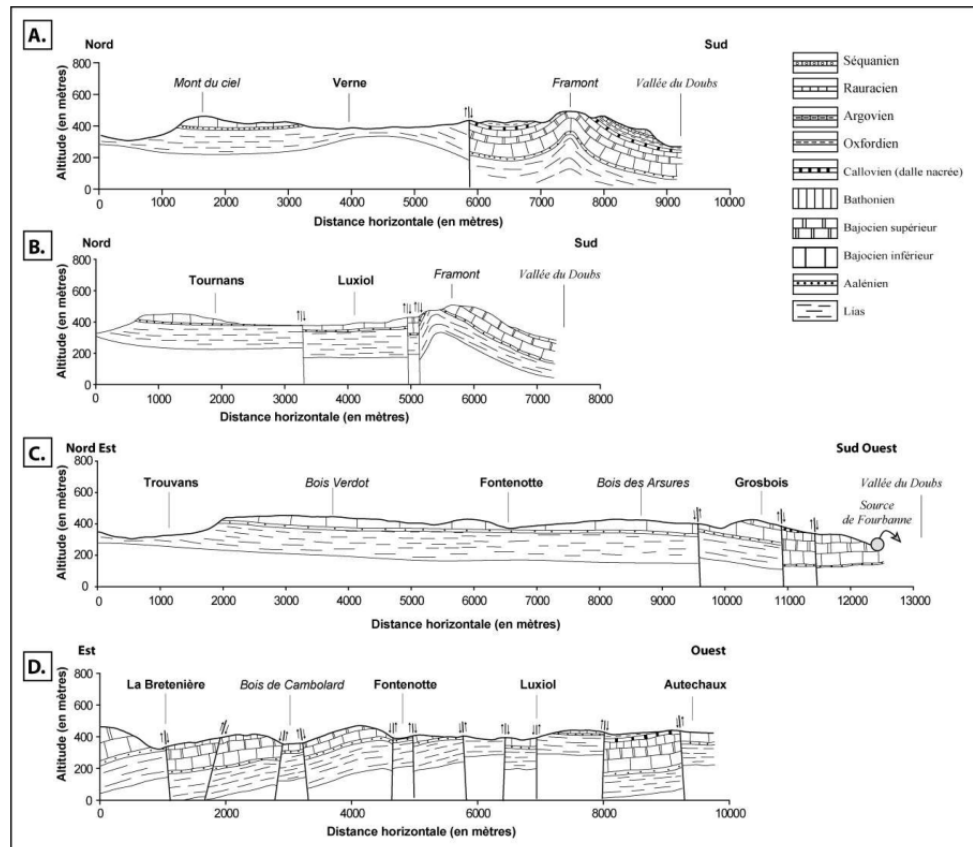 A.
Nord
Sud
Altitude (en mètres)
800
600
400
200
0
Mont du ciel
Verne
Framont
Vallée du Doubs
0 1000 2000 3000 4000 5000 6000 7000 8000 9000 10000
Distance horizontale (en mètres)
B.
Nord
Sud
Altitude (en mètres)
800
600
400
200
0
Tournans
Luxiol
Framont
Vallée du Doubs
0 1000 2000 3000 4000 5000 6000 7000 8000
Distance horizontale (en mètres)
Séquanien
Rauracien
Argovien
Oxfordien
Callovien (dalle nacrée)
Bathonien
Bajocien supérieur
Bajocien inférieur
Aalénien
Lias
C.
Nord Est
Sud Ouest
Altitude (en mètres)
800
600
400
200
0
Trouvans
Bois Verdot
Fontenotte
Bois des Arsures
Grosbois
Vallée du Doubs
Source
de Fourbanne
0 1000 2000 3000 4000 5000 6000 7000 8000 9000 10000 11000 12000 13000
Distance horizontale (en mètres)
D.
Est
Ouest
Altitude (en mètres)
800
600
400
200
0
La Bretenière
Bois de Cambolard
Fontenotte
Luxiol
Autechaux
0 2000 4000 6000 8000 10000
Distance horizontale (en mètres)